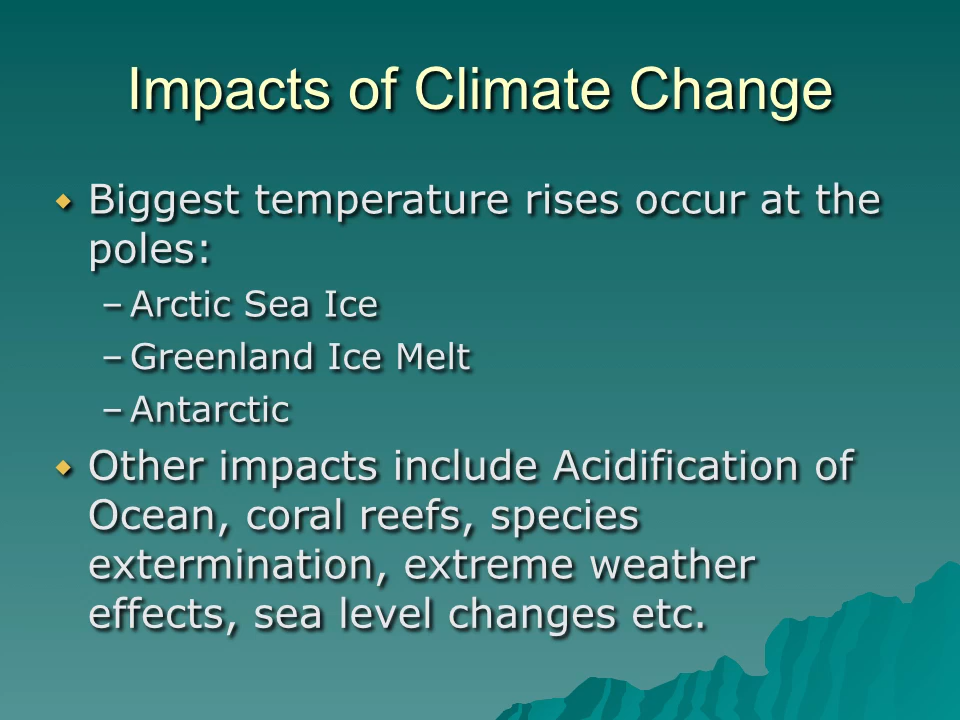 Impacts of Climate Change
Biggest temperature rises occur at the
poles:
–Arctic Sea Ice
–Greenland Ice Melt
–Antarctic
Other impacts include Acidification of
Ocean, coral reefs, species
extermination, extreme weather
effects, sea level changes etc.